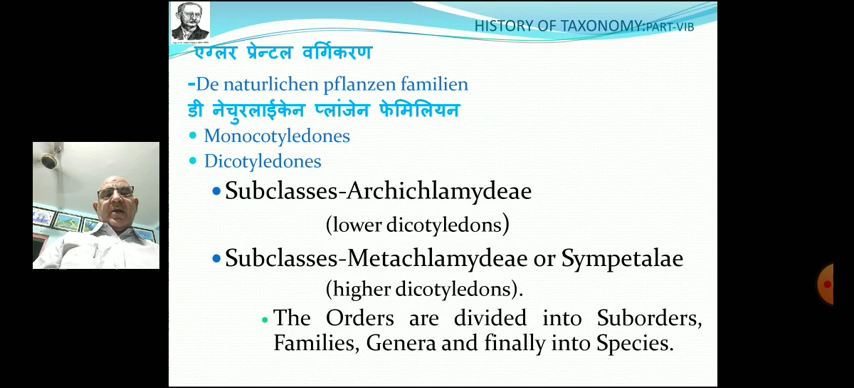 HISTORY OF TAXONOMY:PART-VIB
एंग्लर प्रेन्टल वर्गिकरण
-De naturlichen pflanzen familien
डी नेचुरलाईकेन प्लांजेन फेमिलियन
• Monocotyledones
• Dicotyledones
• Subclasses-Archichlamydeae
(lower dicotyledons)
• Subclasses-Metachlamydeae or Sympetalae
(higher dicotyledons).
• The Orders are divided into Suborders,
Families, Genera and finally into Species.